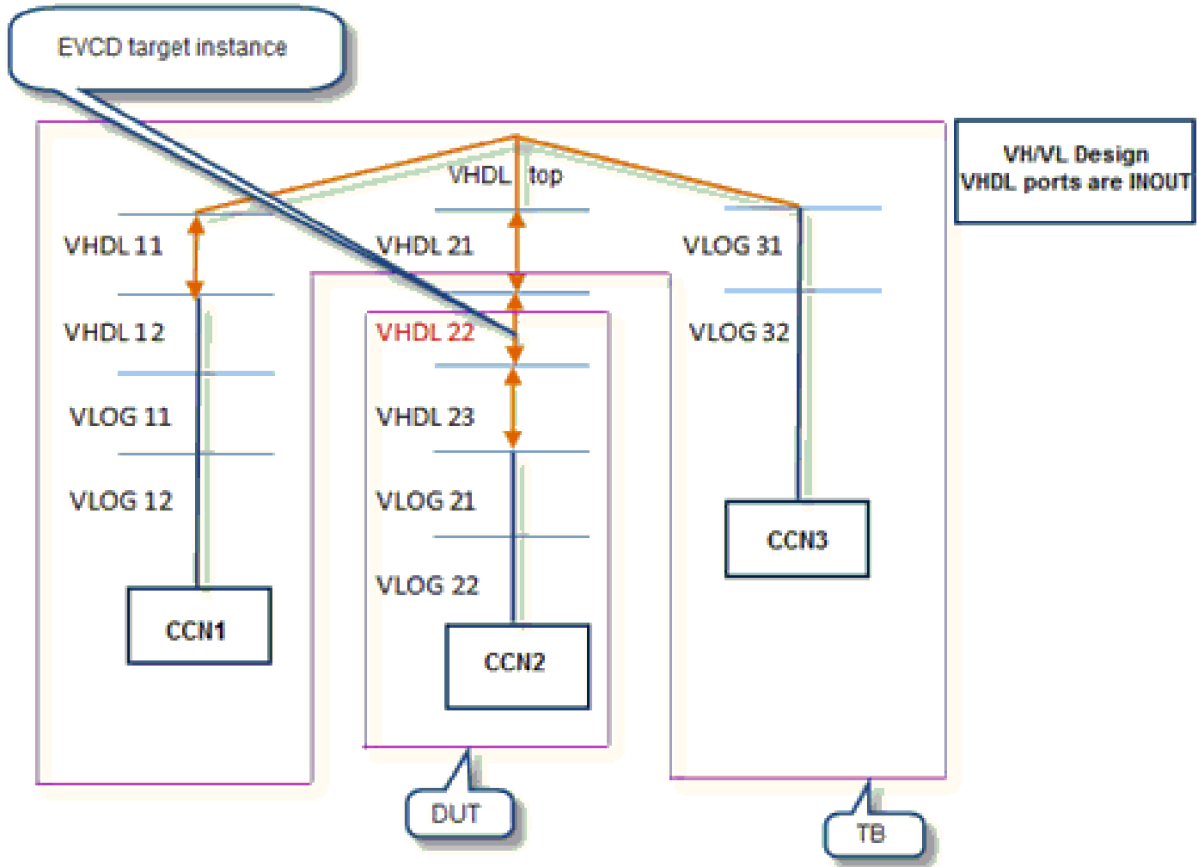 EVCD target instance
VH/VL Design
VHDL ports are INOUT
VHDL top
VHDL 11
VHDL 21
VLOG 31
VHDL 12
VHDL 22
VLOG 32
VLOG 11
VHDL 23
VLOG 12
VLOG 21
CCN3
VLOG 22
CCN1
CCN2
DUT
TB